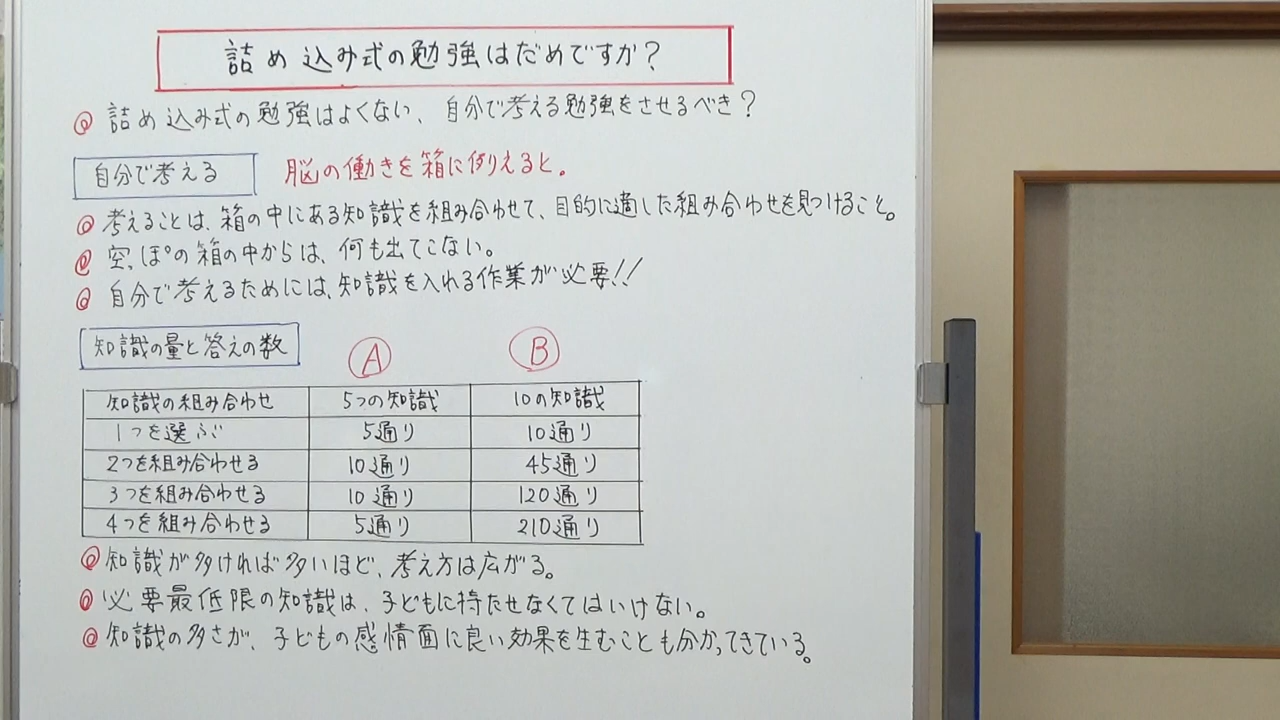 詰め込み式の勉強はだめですか?
◎ 詰め込み式の勉強はよくない、自分で考える勉強をさせるべき?
自分で考える 脳の働きを箱に例えると。
◎ 考えることは、箱の中にある知識を組み合わせて、目的に適した組み合わせを見つけること。
◎ 空っぽの箱の中からは、何も出てこない。
◎ 自分で考えるためには、知識を入れる作業が必要!!
知識の量と答えの数 Ⓐ Ⓑ
知識の組み合わせ 5つの知識 10の知識
1つを選ぶ 5通り 10通り
2つを組み合わせる 10通り 45通り
3つを組み合わせる 10通り 120通り
4つを組み合わせる 5通り 210通り
◎ 知識が多ければ多いほど、考え方は広がる。
◎ 必要最低限の知識は、子どもに持たせなくてはいけない。
◎ 知識の多さが、子どもの感情面に良い効果を生むことも分かってきている。